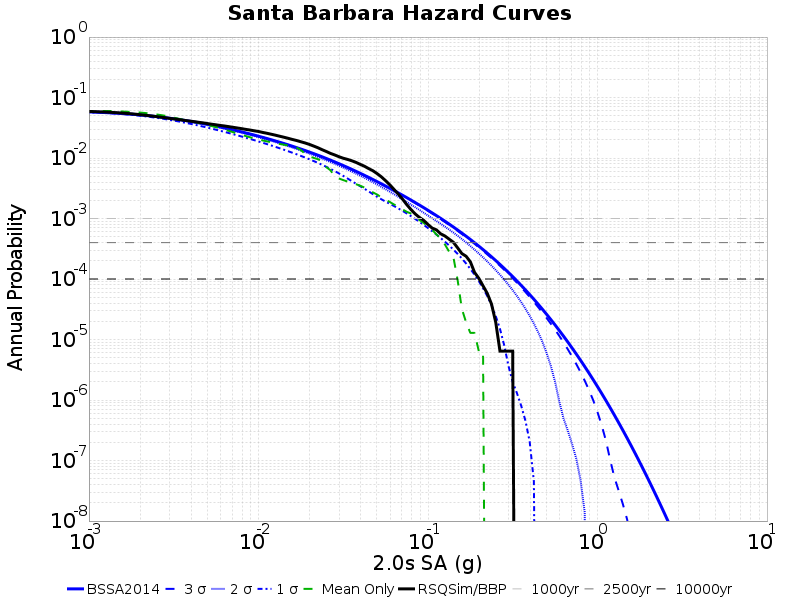 Santa Barbara Hazard Curves
10^0
10^-1
10^-2
10^-3
10^-4
10^-5
10^-6
10^-7
10^-8
Annual Probability
10^-3 10^-2 10^-1 10^0 10^1
2.0s SA (g)
BSSA2014 3 σ 2 σ 1 σ Mean Only RSQSim/BBP 1000yr 2500yr 10000yr